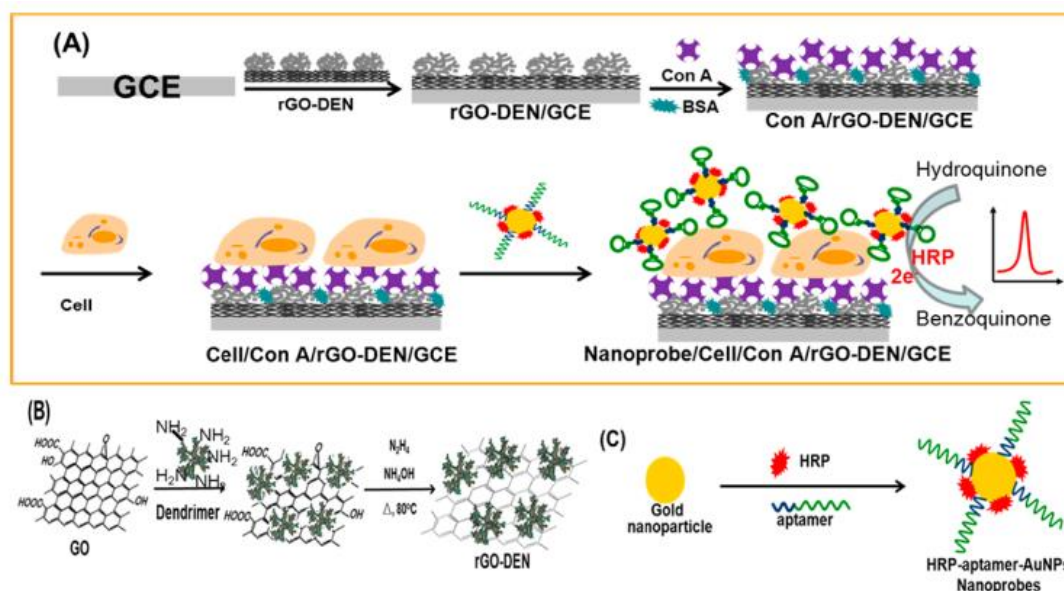 (A)
GCE
rGO-DEN
rGO-DEN/GCE
Con A
BSA
Con A/rGO-DEN/GCE
Cell
Cell/Con A/rGO-DEN/GCE
Hydroquinone
HRP
2e
Benzoquinone
Nanoprobe/Cell/Con A/rGO-DEN/GCE
(B)
HOOC
O
HO
HOOC
OH
GO
NH2
NH2
NH2
H2N
NH2
Dendrimer
HOOC
O
HOOC
OH
N2H4
NH4OH
Δ, 80°C
rGO-DEN
(C)
Gold
nanoparticle
HRP
aptamer
HRP-aptamer-AuNPs
Nanoprobes